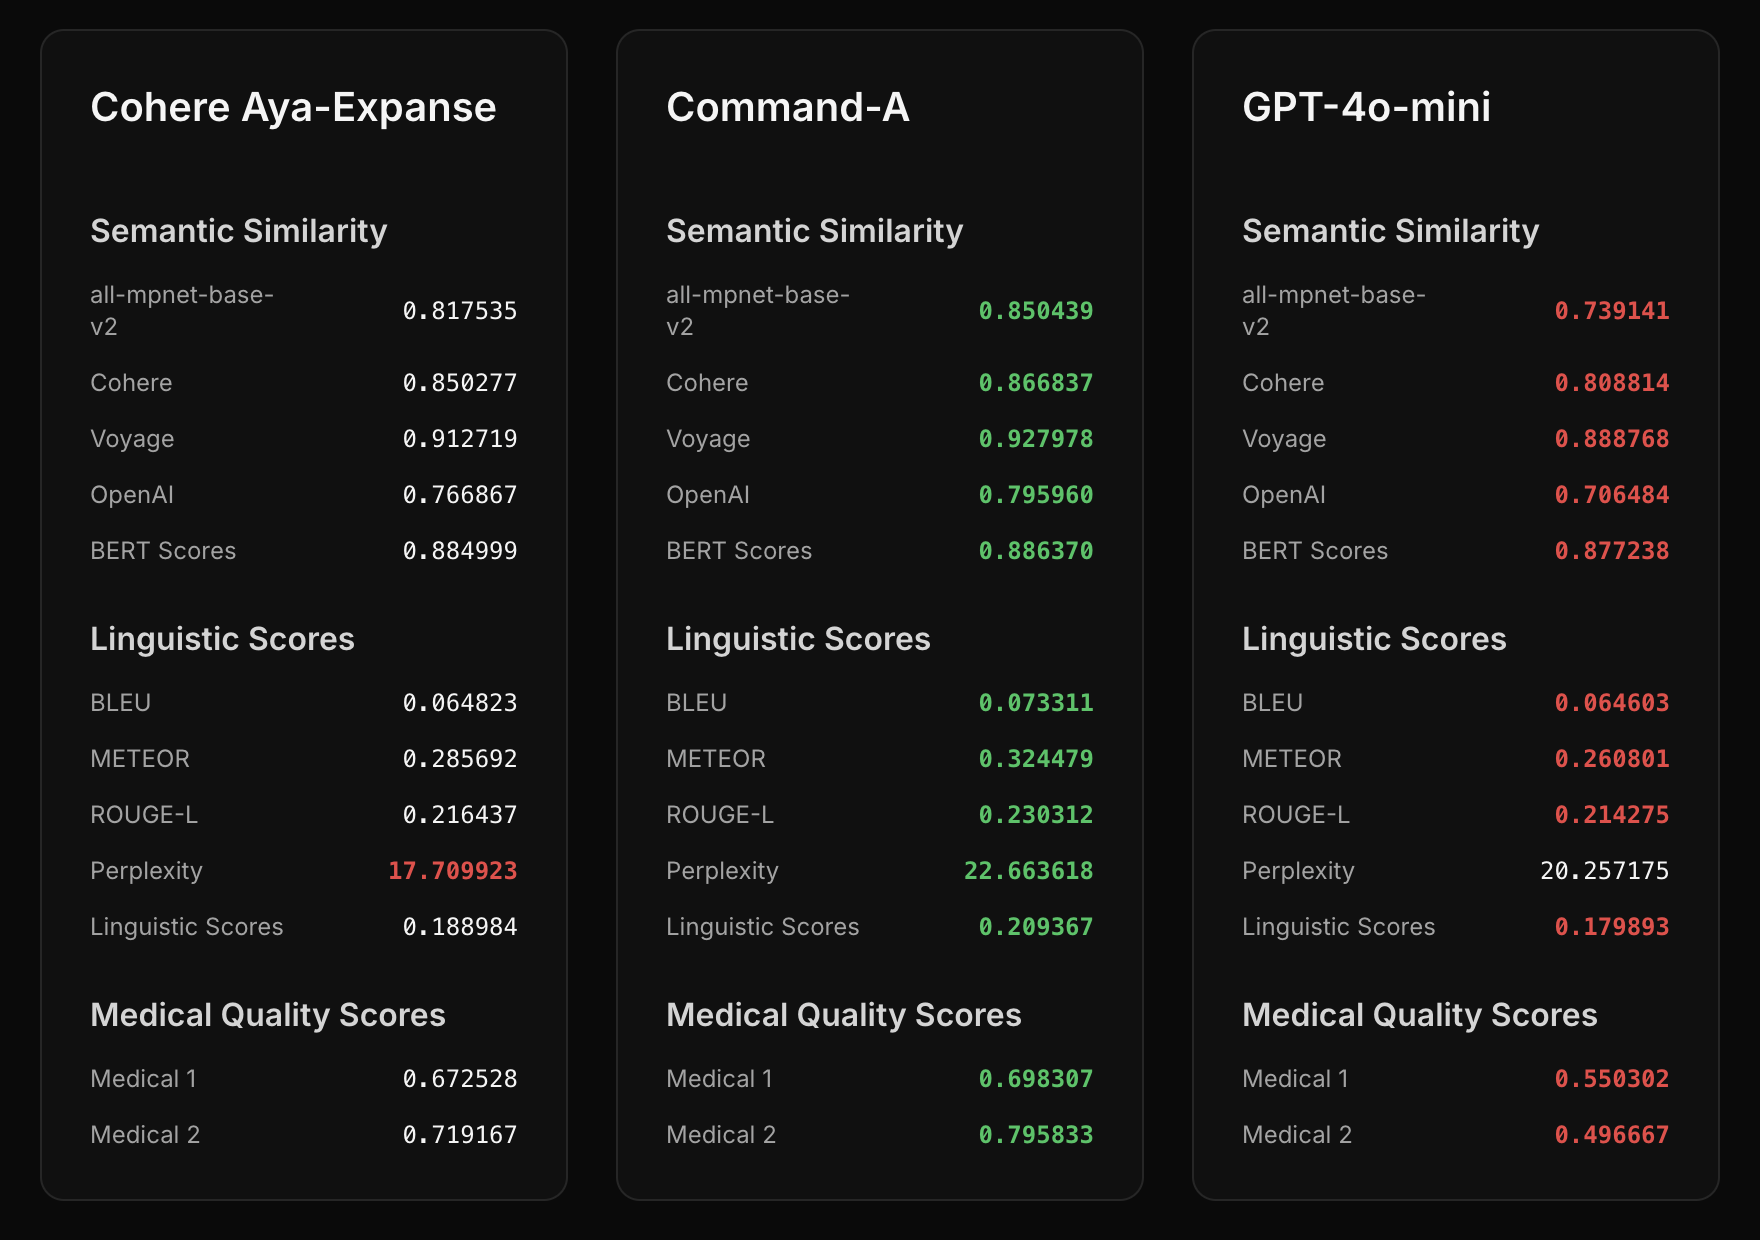 Cohere Aya-Expanse
Semantic Similarity
all-mpnet-base-
v2
0.817535
Cohere 0.850277
Voyage 0.912719
OpenAI 0.766867
BERT Scores 0.884999
Linguistic Scores
BLEU 0.064823
METEOR 0.285692
ROUGE-L 0.216437
Perplexity 17.709923
Linguistic Scores 0.188984
Medical Quality Scores
Medical 1 0.672528
Medical 2 0.719167
Command-A
Semantic Similarity
all-mpnet-base-
v2
0.850439
Cohere 0.866837
Voyage 0.927978
OpenAI 0.795960
BERT Scores 0.886370
Linguistic Scores
BLEU 0.073311
METEOR 0.324479
ROUGE-L 0.230312
Perplexity 22.663618
Linguistic Scores 0.209367
Medical Quality Scores
Medical 1 0.698307
Medical 2 0.795833
GPT-4o-mini
Semantic Similarity
all-mpnet-base-
v2
0.739141
Cohere 0.808814
Voyage 0.888768
OpenAI 0.706484
BERT Scores 0.877238
Linguistic Scores
BLEU 0.064603
METEOR 0.260801
ROUGE-L 0.214275
Perplexity 20.257175
Linguistic Scores 0.179893
Medical Quality Scores
Medical 1 0.550302
Medical 2 0.496667